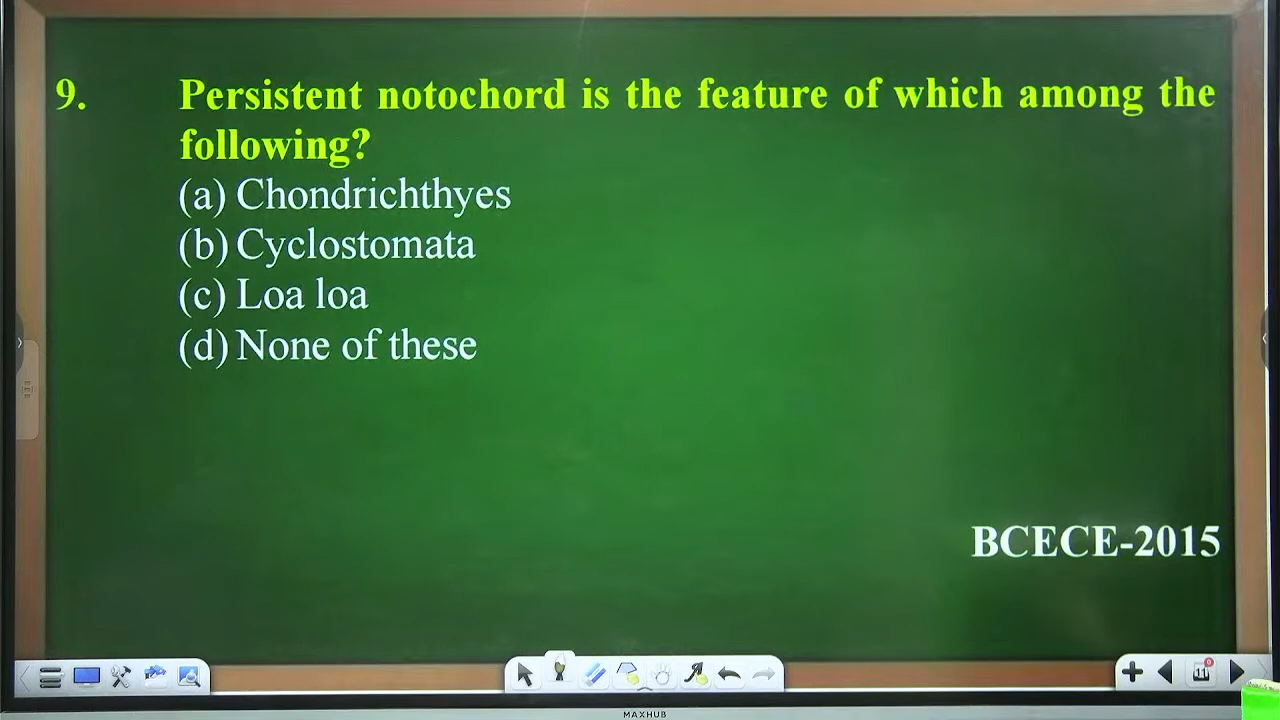 9. Persistent notochord is the feature of which among the
following?
(a) Chondrichthyes
(b) Cyclostomata
(c) Loa loa
(d) None of these
BCECE-2015
MAXHUB